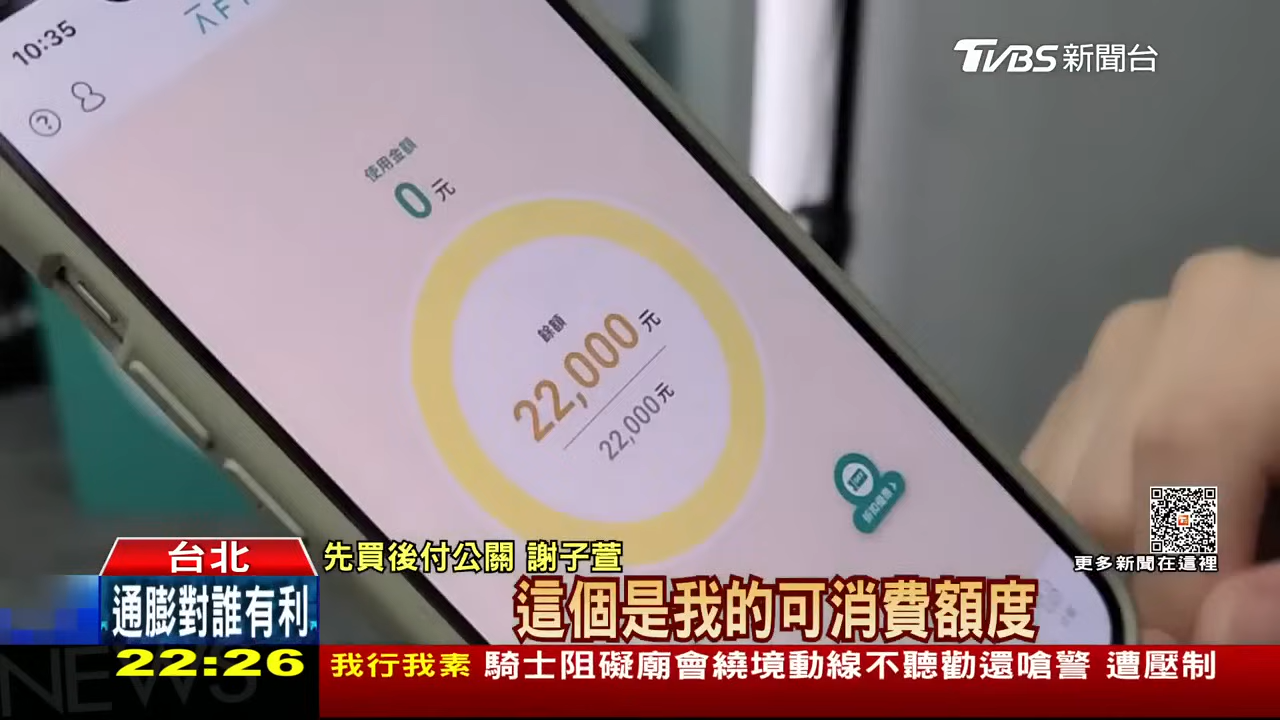 10:35
AF
TVBS新聞台
?
使用金額
0元
餘額
22,000元
22,000元
更多新聞在這裡
台北
先買後付公關 謝子萱
通膨對誰有利
這個是我的可消費額度
NEWS
22:26
我行我素 騎士阻礙廟會繞境動線不聽勸還嗆警 遭壓制